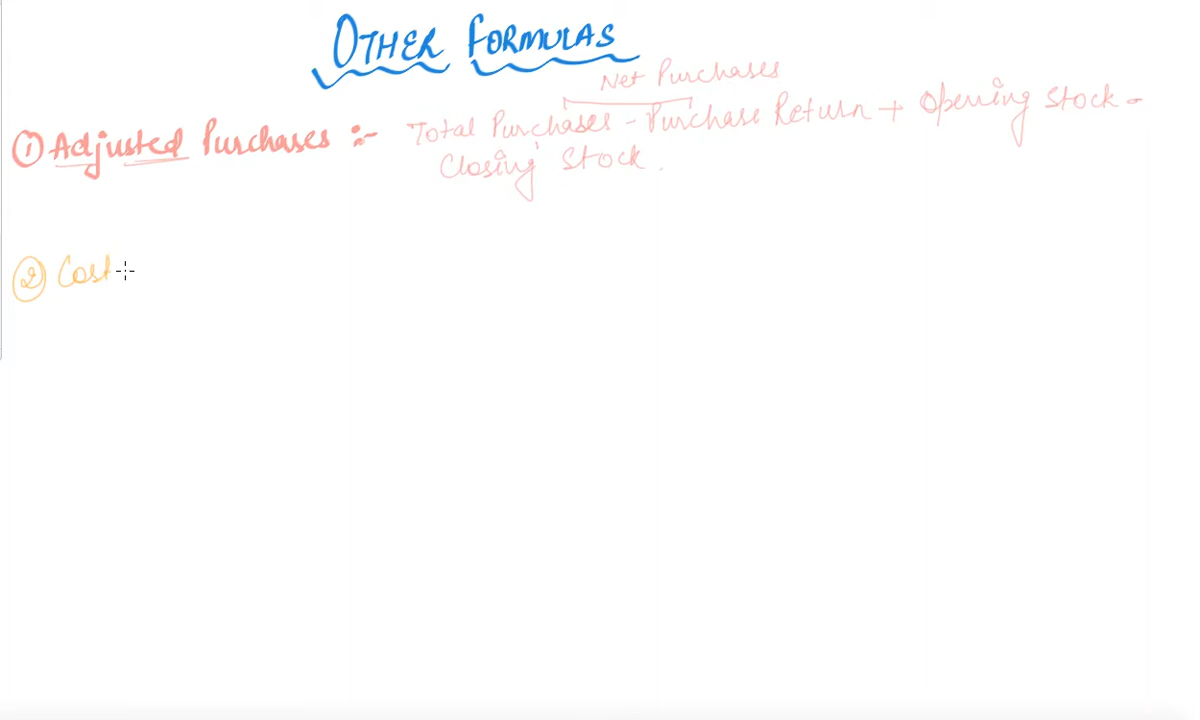 OTHER FORMULAS
Net Purchases
① Adjusted Purchases :- Total Purchases - Purchase Return + Opening Stock -
Closing Stock.
② Cost